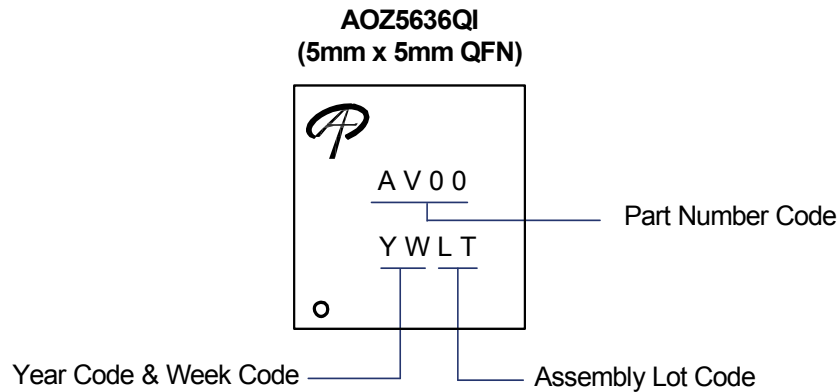 AOZ5636QI
(5mm x 5mm QFN)
A V 0 0
Part Number Code
Y W L T
Year Code & Week Code
Assembly Lot Code